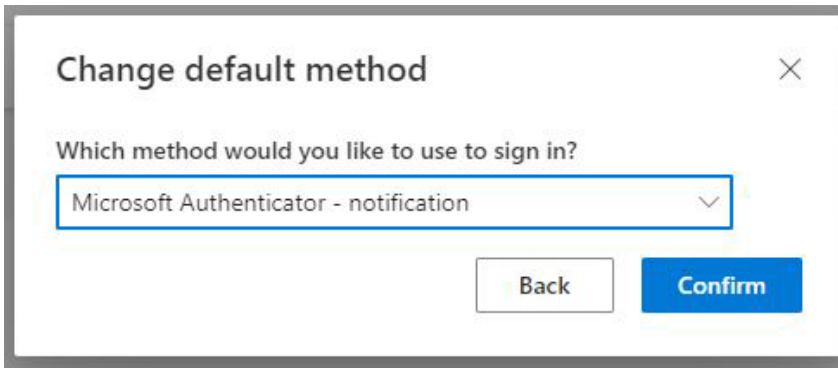 Change default method
Which method would you like to use to sign in?
Microsoft Authenticator - notification
Back
Confirm